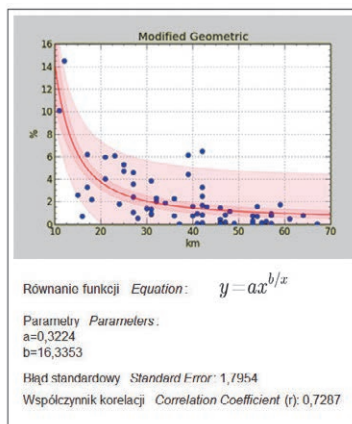 Modified Geometric
16
14
12
10
8
6
4
2
0
%
10 20 30 40 50 60 70
km
Równanie funkcji Equation: y=ax^{b/x}
Parametry Parameters:
a=0,3224
b=16,3353
Błąd standardowy Standard Error: 1,7954
Współczynnik korelacji Correlation Coefficient (r): 0,7287